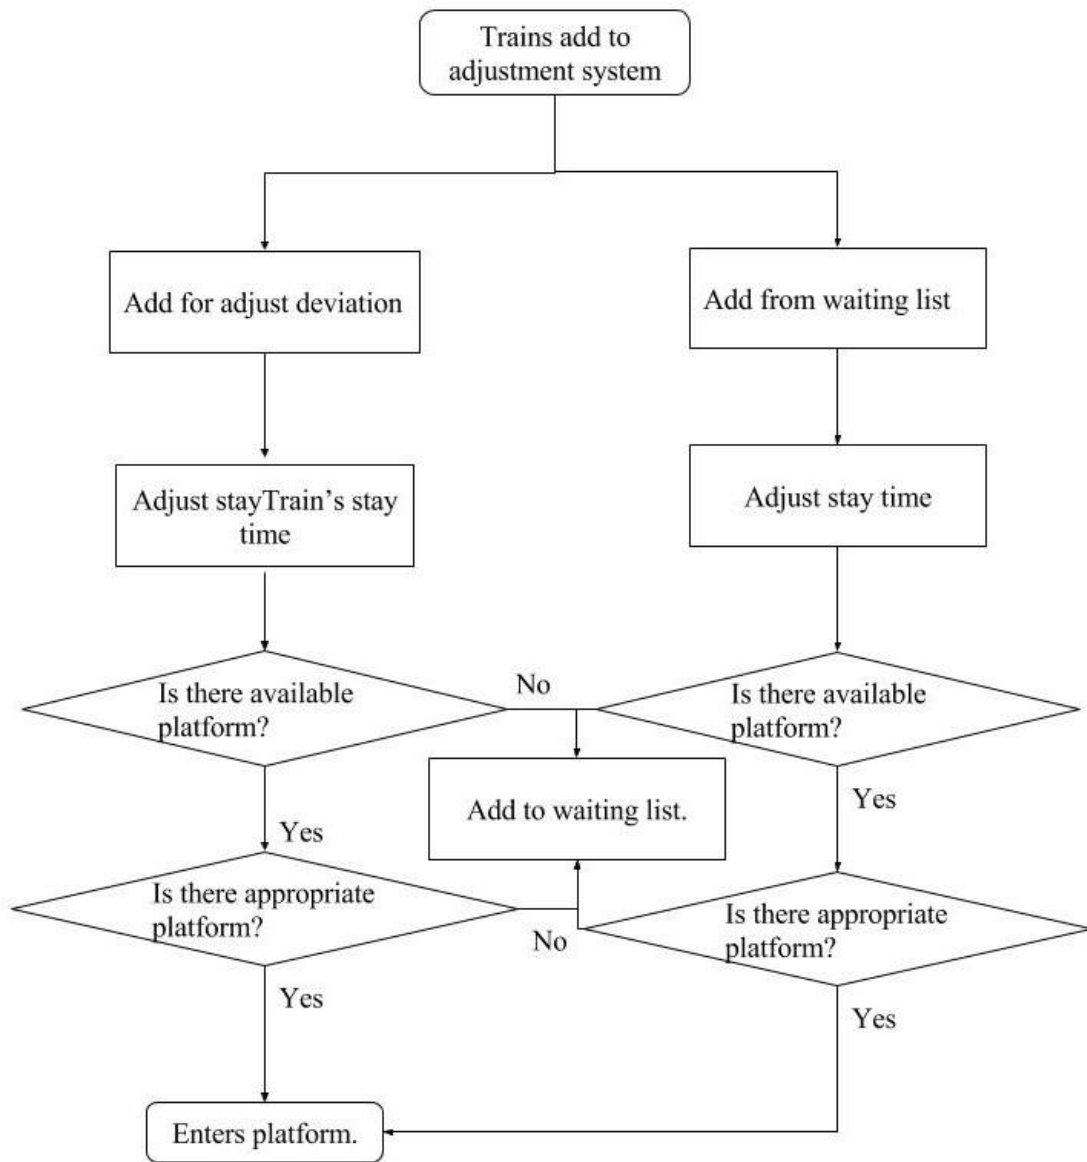 Trains add to
adjustment system
Add for adjust deviation
Add from waiting list
Adjust stayTrain's stay
time
Adjust stay time
Is there available
platform?
No
Is there available
platform?
Add to waiting list.
Yes
Yes
Is there appropriate
platform?
No
Is there appropriate
platform?
Yes
Yes
Enters platform.